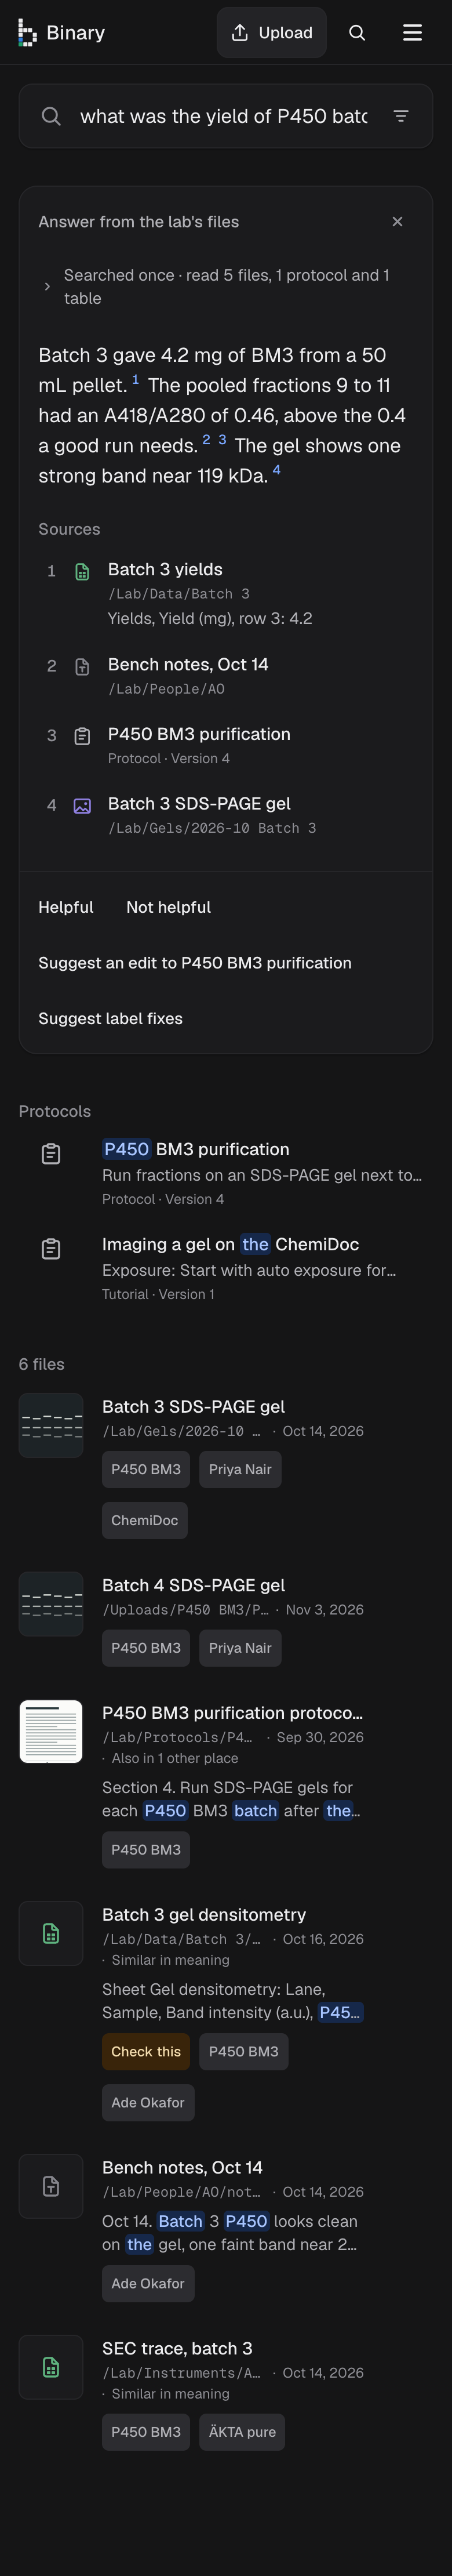 Binary
Upload
what was the yield of P450 batc
Answer from the lab's files
Searched once · read 5 files, 1 protocol and 1
table
Batch 3 gave 4.2 mg of BM3 from a 50
mL pellet. 1 The pooled fractions 9 to 11
had an A418/A280 of 0.46, above the 0.4
a good run needs. 2 3 The gel shows one
strong band near 119 kDa. 4
Sources
1 Batch 3 yields
/Lab/Data/Batch 3
Yields, Yield (mg), row 3: 4.2
2 Bench notes, Oct 14
/Lab/People/AO
3 P450 BM3 purification
Protocol · Version 4
4 Batch 3 SDS-PAGE gel
/Lab/Gels/2026-10 Batch 3
Helpful Not helpful
Suggest an edit to P450 BM3 purification
Suggest label fixes
Protocols
P450 BM3 purification
Run fractions on an SDS-PAGE gel next to…
Protocol · Version 4
Imaging a gel on the ChemiDoc
Exposure: Start with auto exposure for…
Tutorial · Version 1
6 files
Batch 3 SDS-PAGE gel
/Lab/Gels/2026-10 … · Oct 14, 2026
P450 BM3 Priya Nair
ChemiDoc
Batch 4 SDS-PAGE gel
/Uploads/P450 BM3/P… · Nov 3, 2026
P450 BM3 Priya Nair
P450 BM3 purification protoco…
/Lab/Protocols/P4… · Sep 30, 2026
· Also in 1 other place
Section 4. Run SDS-PAGE gels for
each P450 BM3 batch after the…
P450 BM3
Batch 3 gel densitometry
/Lab/Data/Batch 3/… · Oct 16, 2026
· Similar in meaning
Sheet Gel densitometry: Lane,
Sample, Band intensity (a.u.), P45…
Check this P450 BM3
Ade Okafor
Bench notes, Oct 14
/Lab/People/AO/not… · Oct 14, 2026
Oct 14. Batch 3 P450 looks clean
on the gel, one faint band near 2…
Ade Okafor
SEC trace, batch 3
/Lab/Instruments/A… · Oct 14, 2026
· Similar in meaning
P450 BM3 ÄKTA pure